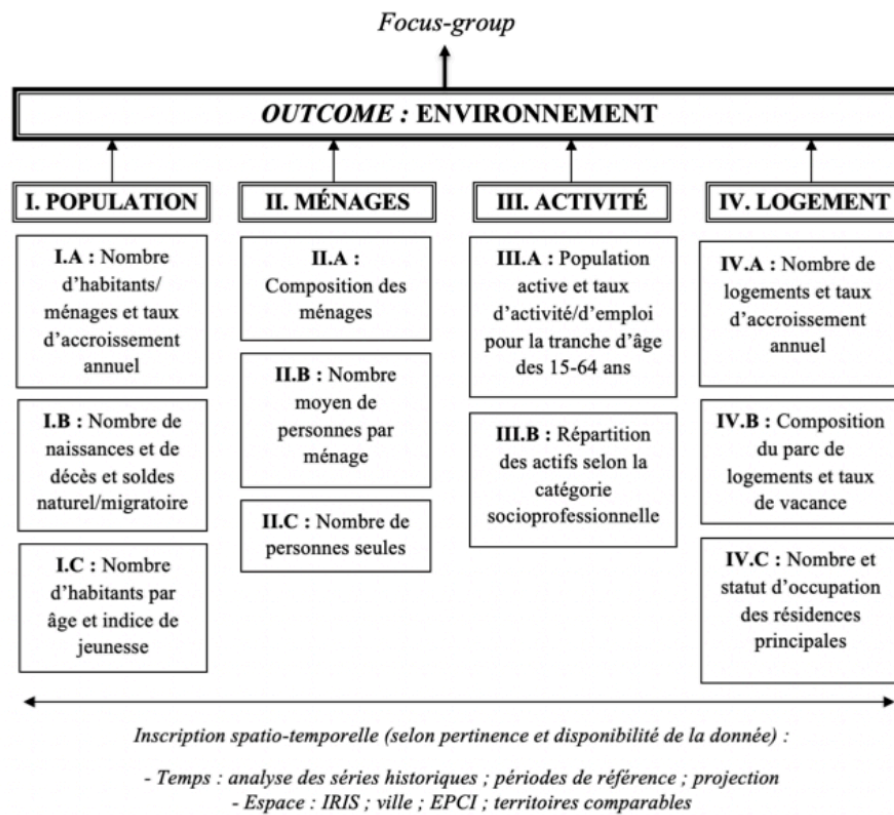 Focus-group
OUTCOME : ENVIRONNEMENT
I. POPULATION
I.A : Nombre
d’habitants/
ménages et taux
d’accroissement
annuel
I.B : Nombre de
naissances et de
décès et soldes
naturel/migratoire
I.C : Nombre
d’habitants par
âge et indice de
jeunesse
II. MÉNAGES
II.A :
Composition des
ménages
II.B : Nombre
moyen de
personnes par
ménage
II.C : Nombre de
personnes seules
III. ACTIVITÉ
III.A : Population
active et taux
d’activité/d’emploi
pour la tranche d’âge
des 15-64 ans
III.B : Répartition
des actifs selon la
catégorie
socioprofessionnelle
IV. LOGEMENT
IV.A : Nombre de
logements et taux
d’accroissement
annuel
IV.B : Composition
du parc de
logements et taux
de vacance
IV.C : Nombre et
statut d’occupation
des résidences
principales
Inscription spatio-temporelle (selon pertinence et disponibilité de la donnée) :
- Temps : analyse des séries historiques ; périodes de référence ; projection
- Espace : IRIS ; ville ; EPCI ; territoires comparables